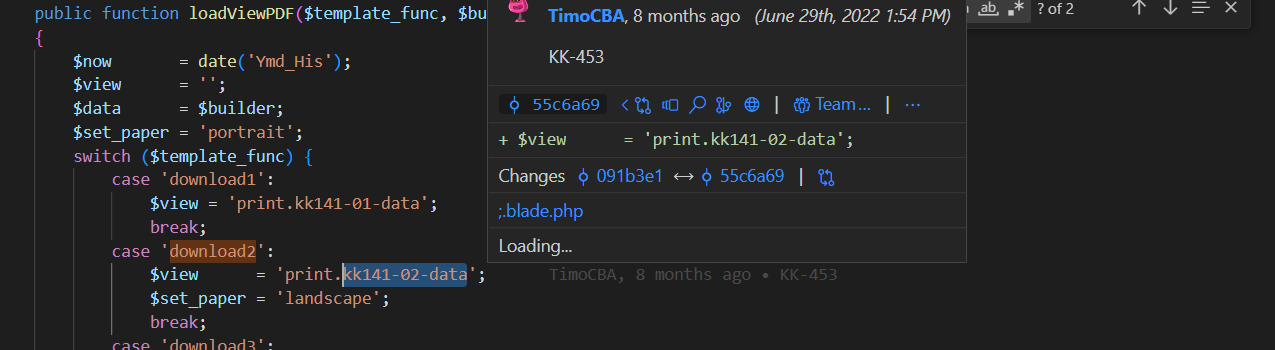 public function loadViewPDF($template_func, $bu
{
$now = date('Ymd_His');
$view = '';
$data = $builder;
$set_paper = 'portrait';
switch ($template_func) {
case 'download1':
$view = 'print.kk141-01-data';
break;
case 'download2':
$view = 'print.kk141-02-data'; TimoCBA, 8 months ago • KK-453
$set_paper = 'landscape';
break;
case 'download3':
TimoCBA, 8 months ago (June 29th, 2022 1:54 PM)
KK-453
55c6a69 | Team... | ...
+ $view = 'print.kk141-02-data';
Changes 091b3e1 ↔ 55c6a69 |
;.blade.php
Loading...
ab .* ? of 2